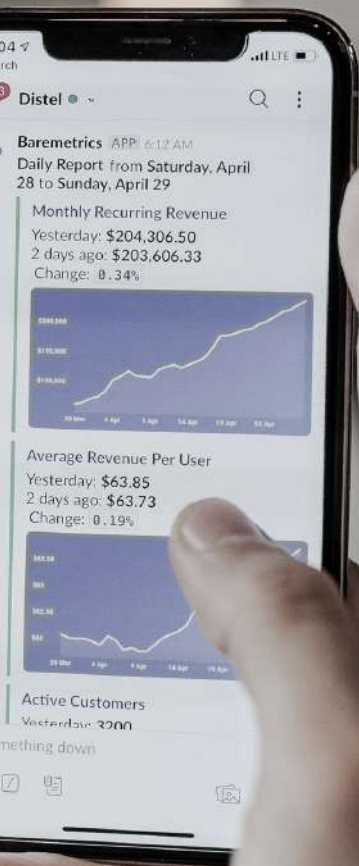 04
rch
3
Distel
LTE
Baremetrics APP 6:12 AM
Daily Report from Saturday, April
28 to Sunday, April 29
Monthly Recurring Revenue
Yesterday: $204,306.50
2 days ago: $203,606.33
Change: 0.34%
Average Revenue Per User
Yesterday: $63.85
2 days ago: $63.73
Change: 0.19%
Active Customers
Yesterday: 3200
mething down